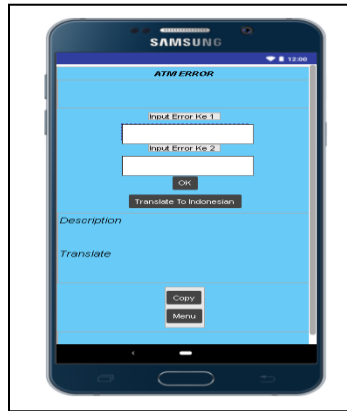 SAMSUNG
12:00
ATM ERROR
Input Error Ke 1
Input Error Ke 2
OK
Translate To Indonesian
Description
Translate
Copy
Menu